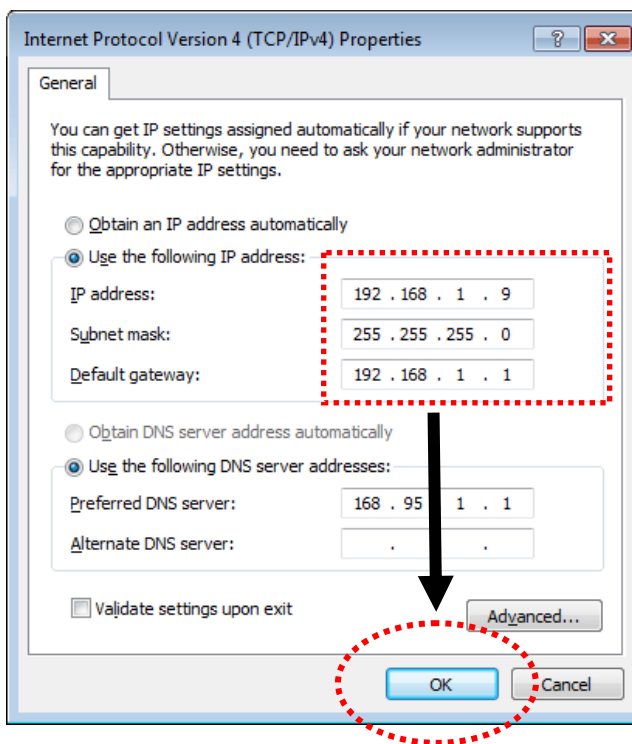 Internet Protocol Version 4 (TCP/IPv4) Properties
General
You can get IP settings assigned automatically if your network supports
this capability. Otherwise, you need to ask your network administrator
for the appropriate IP settings.
Obtain an IP address automatically
Use the following IP address:
IP address: 192 . 168 . 1 . 9
Subnet mask: 255 . 255 . 255 . 0
Default gateway: 192 . 168 . 1 . 1
Obtain DNS server address automatically
Use the following DNS server addresses:
Preferred DNS server: 168 . 95 1 . 1
Alternate DNS server: . .
Validate settings upon exit
Advanced...
OK Cancel